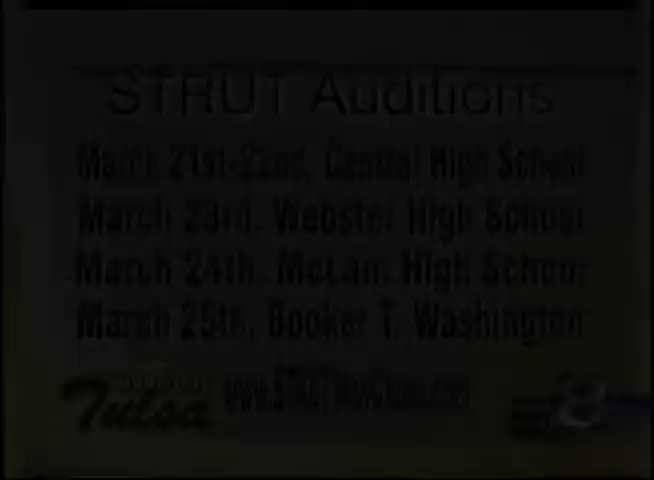 STRUT Auditions
March 21st-22nd, Central High School
March 23rd, Webster High School
March 24th, McLain High School
March 25th, Booker T. Washington
Tulsa
8